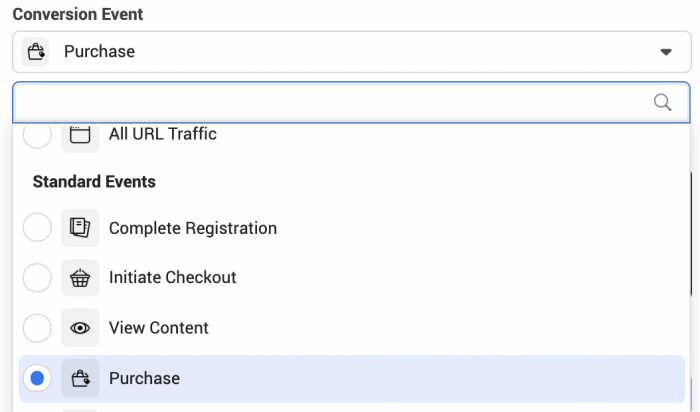 Conversion Event
Purchase
All URL Traffic
Standard Events
Complete Registration
Initiate Checkout
View Content
Purchase